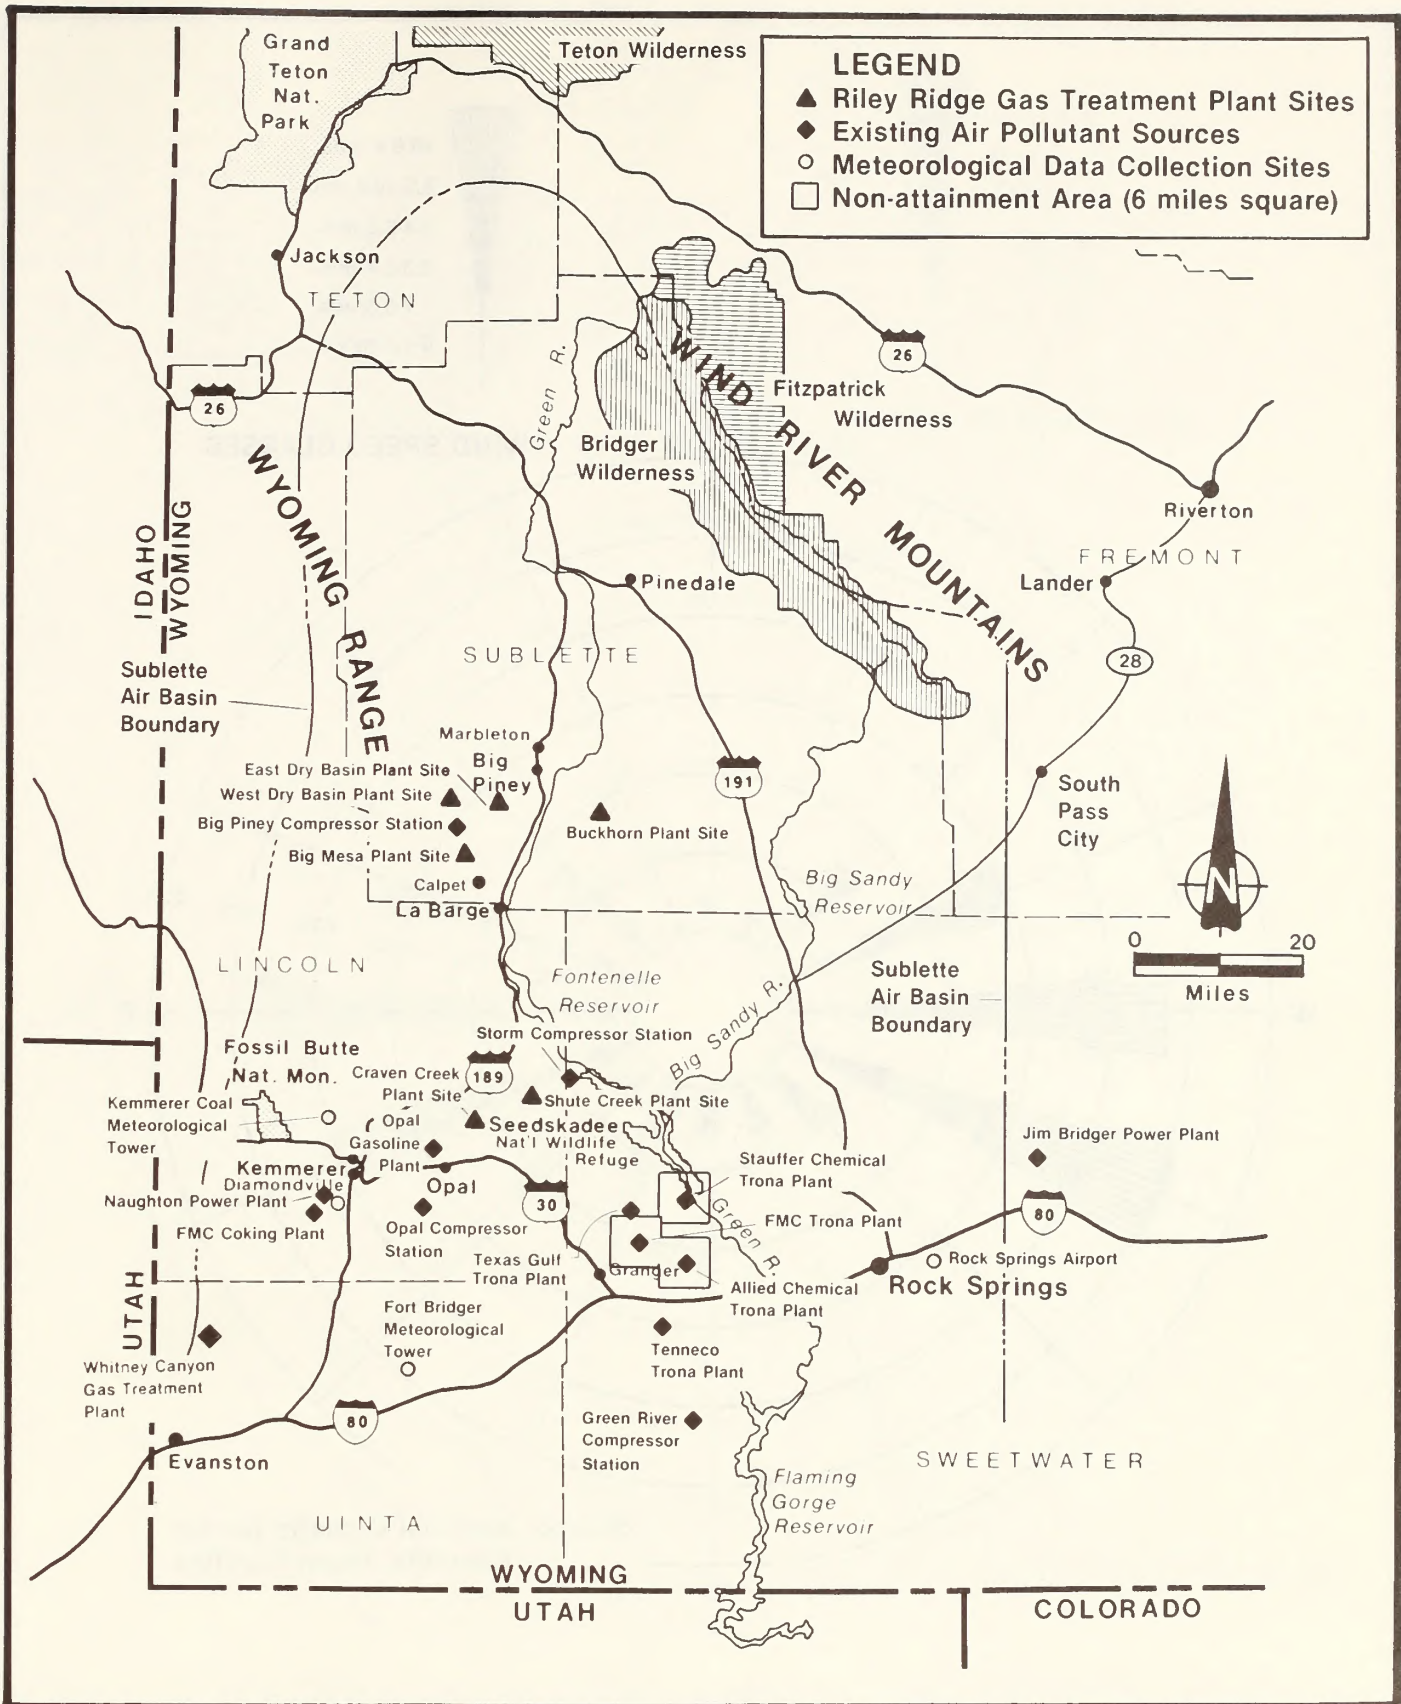 Grand
Teton
Nat.
Park
Teton Wilderness
LEGEND
Riley Ridge Gas Treatment Plant Sites
Existing Air Pollutant Sources
Meteorological Data Collection Sites
Non-attainment Area (6 miles square)
Jackson
TETON
26
26
Green R.
WIND RIVER MOUNTAINS
Fitzpatrick
Wilderness
Bridger
Wilderness
WYOMING RANGE
IDAHO
WYOMING
Riverton
FREMONT
Lander
Pinedale
28
SUBLETTE
Sublette
Air Basin
Boundary
Marbleton
Big
Piney
East Dry Basin Plant Site
West Dry Basin Plant Site
Big Piney Compressor Station
Big Mesa Plant Site
Calpet
La Barge
Buckhorn Plant Site
191
South
Pass
City
Big Sandy
Reservoir
N
0 20
Miles
LINCOLN
Fontenelle
Reservoir
Sublette
Air Basin
Boundary
Big Sandy R.
Storm Compressor Station
Fossil Butte
Nat. Mon.
189
Craven Creek
Plant Site
Shute Creek Plant Site
Kemmerer Coal
Meteorological
Tower
Opal
Gasoline
Plant
Seedskadee
Nat'l Wildlife
Refuge
Jim Bridger Power Plant
Stauffer Chemical
Trona Plant
Kemmerer
Diamondville
Opal
Naughton Power Plant
FMC Coking Plant
Opal Compressor
Station
30
Green R.
FMC Trona Plant
80
Texas Gulf
Trona Plant
Granger
Rock Springs Airport
Rock Springs
Allied Chemical
Trona Plant
UTAH
Fort Bridger
Meteorological
Tower
Whitney Canyon
Gas Treatment
Plant
Tenneco
Trona Plant
80
Green River
Compressor
Station
Evanston
SWEETWATER
Flaming
Gorge
Reservoir
UINTA
WYOMING
UTAH
COLORADO